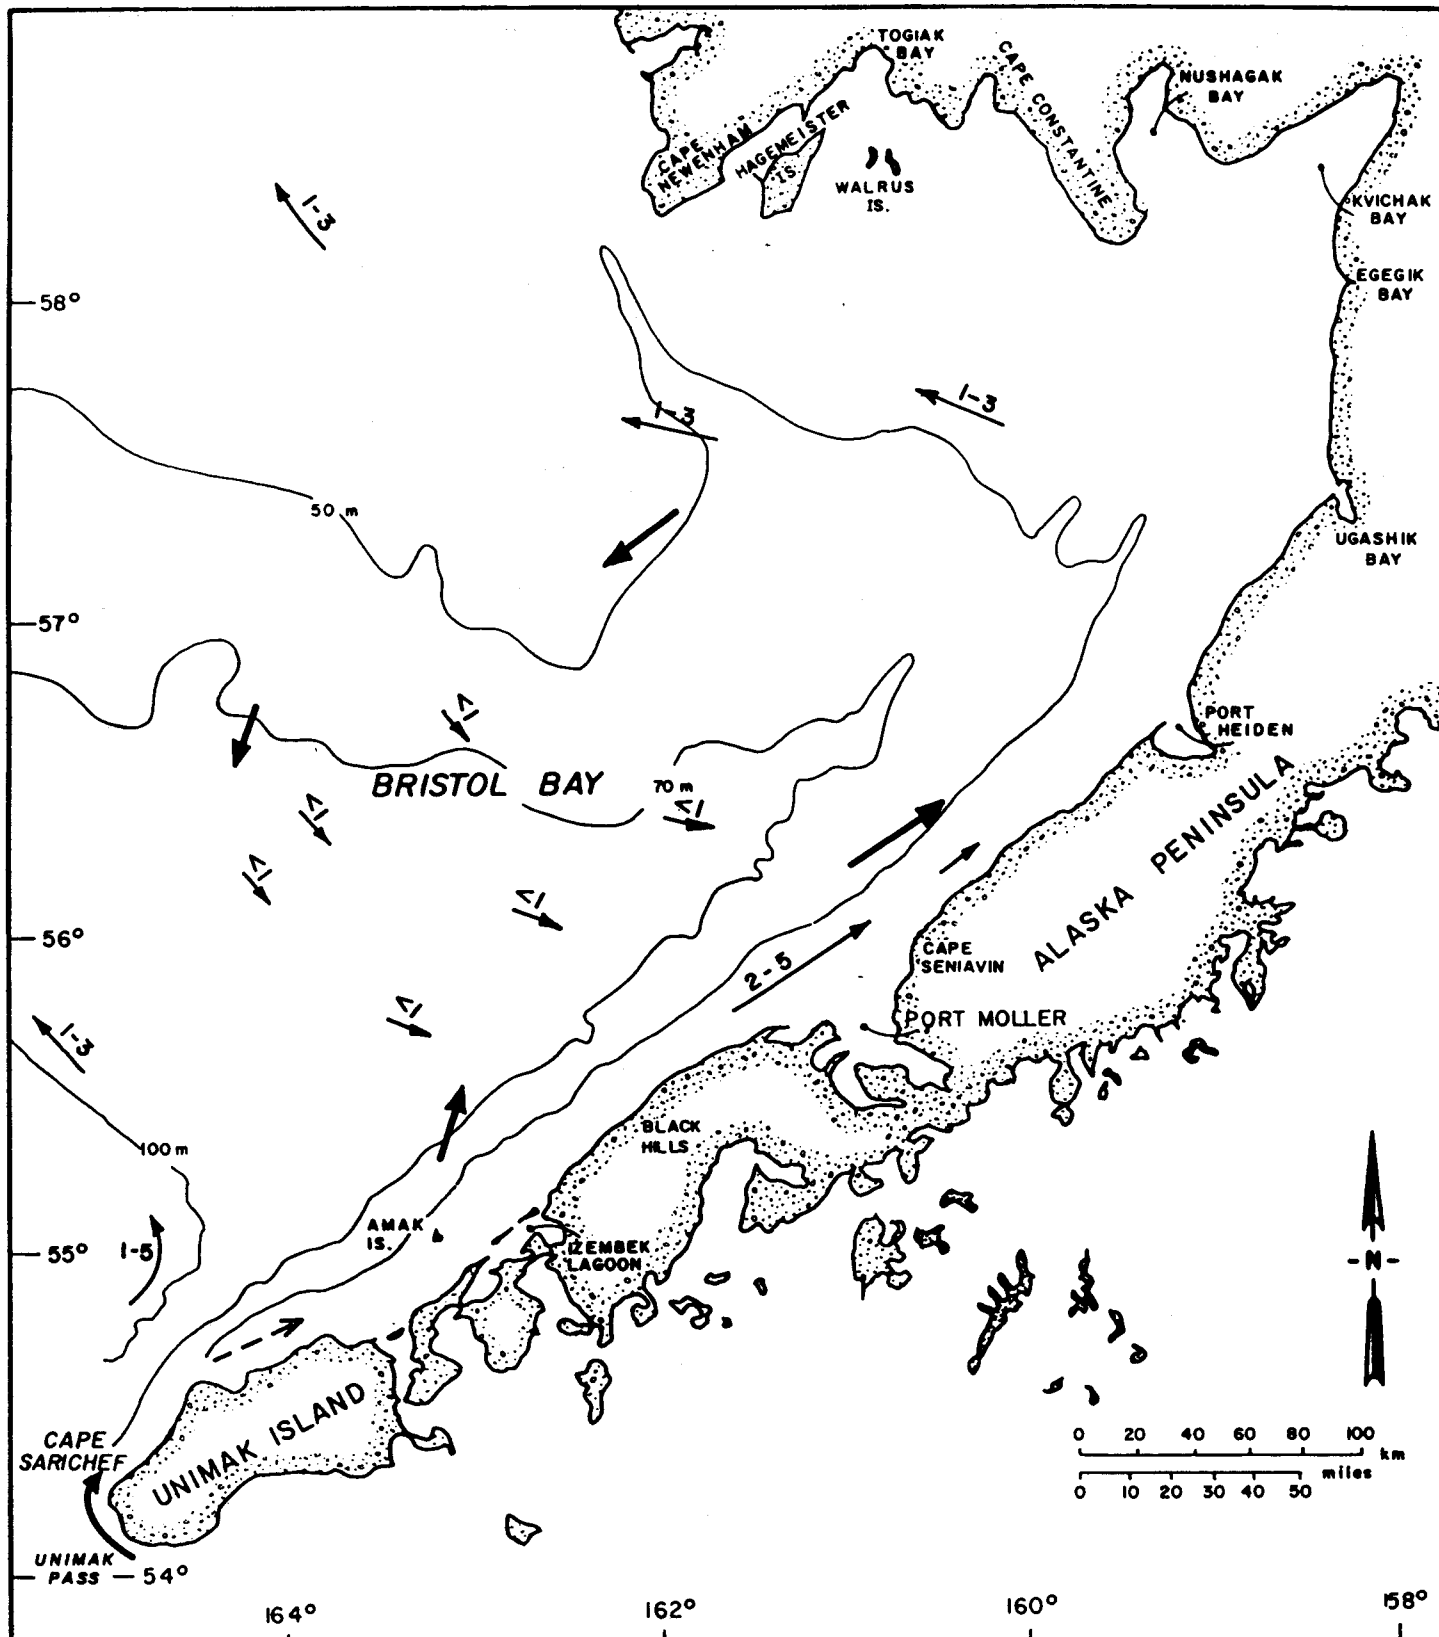 TOGIAK
BAY
CAPE CONSTANTINE
NUSHAGAK
BAY
CAPE
NEWENHAM
HAGEMEISTER
IS.
WALRUS
IS.
KVICHAK
BAY
1-3
EGEGIK
BAY
58°
1-3
1-3
50 m
UGASHIK
BAY
57°
<1
PORT
HEIDEN
BRISTOL BAY
70 m
<1
<1
ALASKA PENINSULA
<1
<1
56°
CAPE
SENIAVIN
2-5
<1
PORT MOLLER
1-3
BLACK
HILLS
100 m
AMAK
IS.
1-5
55°
IZEMBEK
LAGOON
-N-
UNIMAK ISLAND
CAPE
SARICHEF
0 20 40 60 80 100
km
miles
0 10 20 30 40 50
UNIMAK
PASS
54°
164° 162° 160° 158°